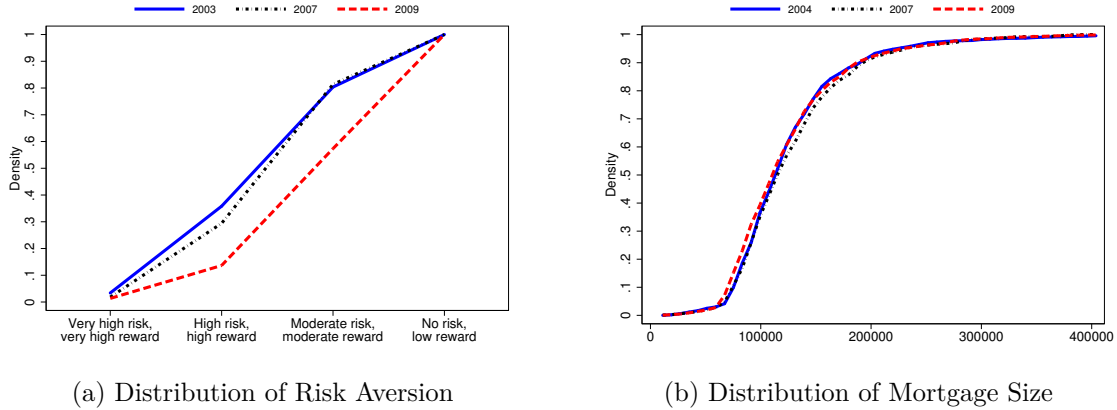 2003 2007 2009
1
.9
.8
.7
.6
.5
.4
.3
.2
.1
0
Density
Very high risk, very high reward
High risk, high reward
Moderate risk, moderate reward
No risk, low reward
(a) Distribution of Risk Aversion
2004 2007 2009
1
.9
.8
.7
.6
.5
.4
.3
.2
.1
0
Density
0 100000 200000 300000 400000
(b) Distribution of Mortgage Size